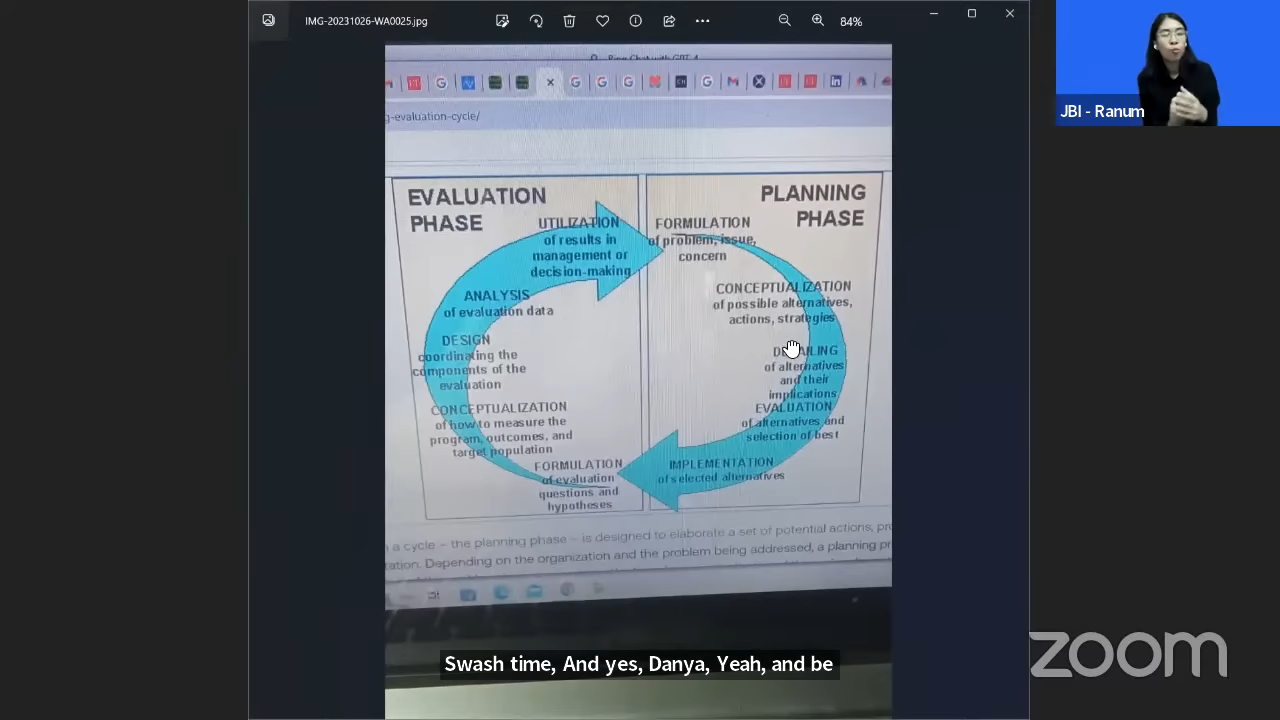 IMG-20231026-WA0025.jpg
84%
JBI - Ranum
g-evaluation-cycle/
EVALUATION
PHASE
UTILIZATION
of results in
management or
decision-making
ANALYSIS
of evaluation data
DESIGN
coordinating the
components of the
evaluation
CONCEPTUALIZATION
of how to measure the
program, outcomes, and
target population
FORMULATION
of evaluation
questions and
hypotheses
PLANNING
PHASE
FORMULATION
of problem, issue,
concern
CONCEPTUALIZATION
of possible alternatives,
actions, strategies
DETAILING
of alternatives
and their
implications
EVALUATION
of alternatives and
selection of best
IMPLEMENTATION
of selected alternatives
a cycle – the planning phase – is designed to elaborate a set of potential actions,
Depending on the organization and the problem being addressed, a planning
Swash time, And yes, Danya, Yeah, and be
zoom